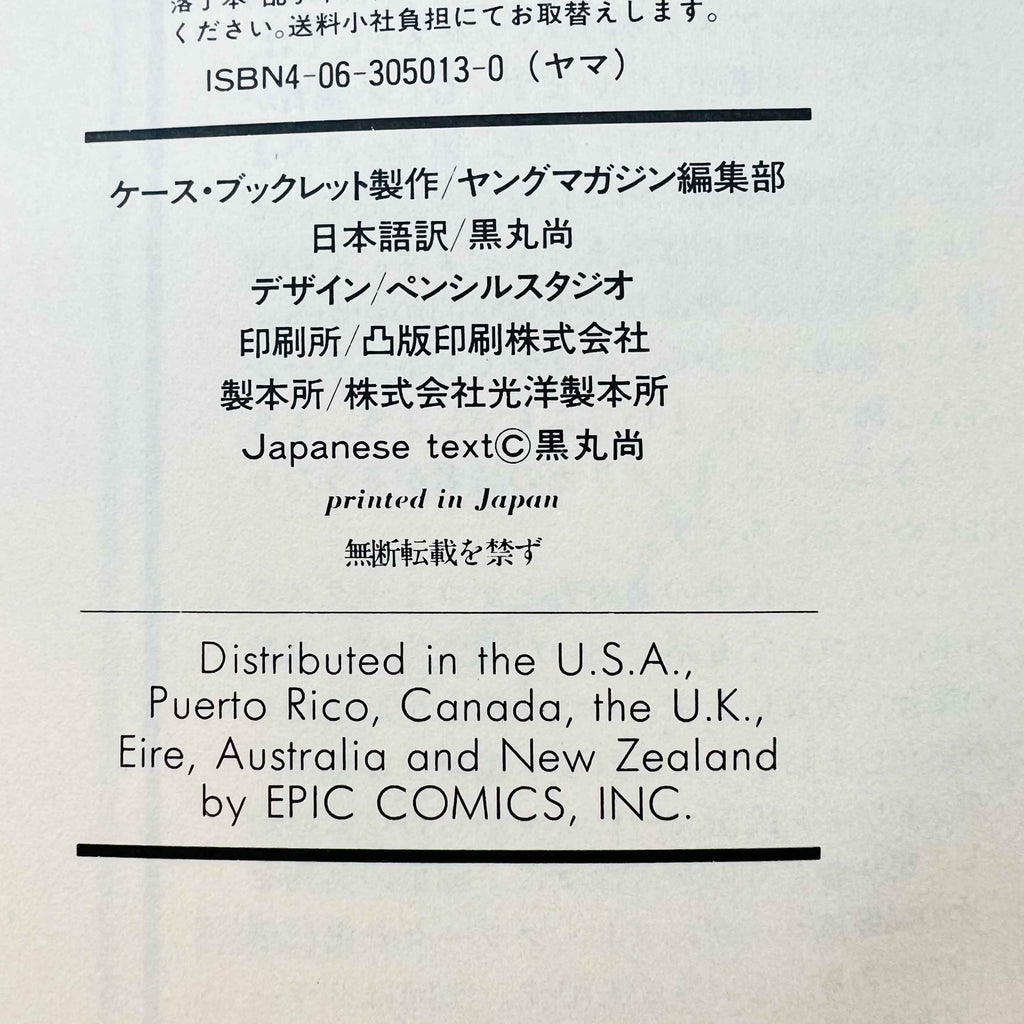 ください。送料小社負担にてお取替えします。
ISBN4-06-305013-0（ヤマ）
ケース・ブックレット製作/ヤングマガジン編集部
日本語訳/黒丸尚
デザイン/ペンシルスタジオ
印刷所/凸版印刷株式会社
製本所/株式会社光洋製本所
Japanese text©黒丸尚
printed in Japan
無断転載を禁ず
Distributed in the U.S.A.,
Puerto Rico, Canada, the U.K.,
Eire, Australia and New Zealand
by EPIC COMICS, INC.